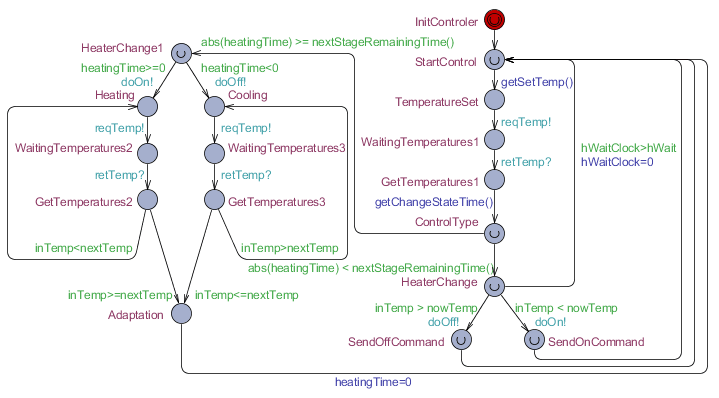 InitControler
abs(heatingTime) >= nextStageRemainingTime()
HeaterChange1
StartControl
heatingTime>=0
heatingTime<0
doOn!
doOff!
getSetTemp()
Heating
Cooling
TemperatureSet
reqTemp!
reqTemp!
reqTemp!
WaitingTemperatures2
WaitingTemperatures3
WaitingTemperatures1
hWaitClock>hWait
hWaitClock=0
retTemp?
retTemp?
retTemp?
GetTemperatures1
GetTemperatures2
GetTemperatures3
getChangeStateTime()
ControlType
inTemp<nextTemp
inTemp>nextTemp
abs(heatingTime) < nextStageRemainingTime()
HeaterChange
inTemp>=nextTemp
inTemp<=nextTemp
inTemp > nowTemp
inTemp < nowTemp
Adaptation
doOff!
doOn!
SendOffCommand
SendOnCommand
heatingTime=0